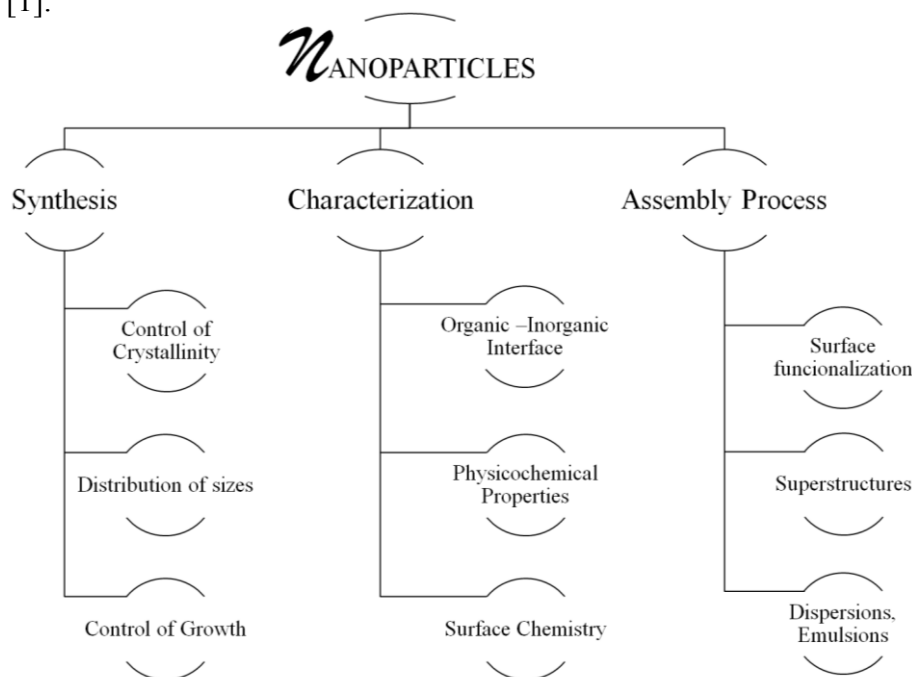 [1].
NANOPARTICLES
Synthesis
Characterization
Assembly Process
Control of
Crystallinity
Distribution of sizes
Control of Growth
Organic –Inorganic
Interface
Physicochemical
Properties
Surface Chemistry
Surface
funcionalization
Superstructures
Dispersions,
Emulsions